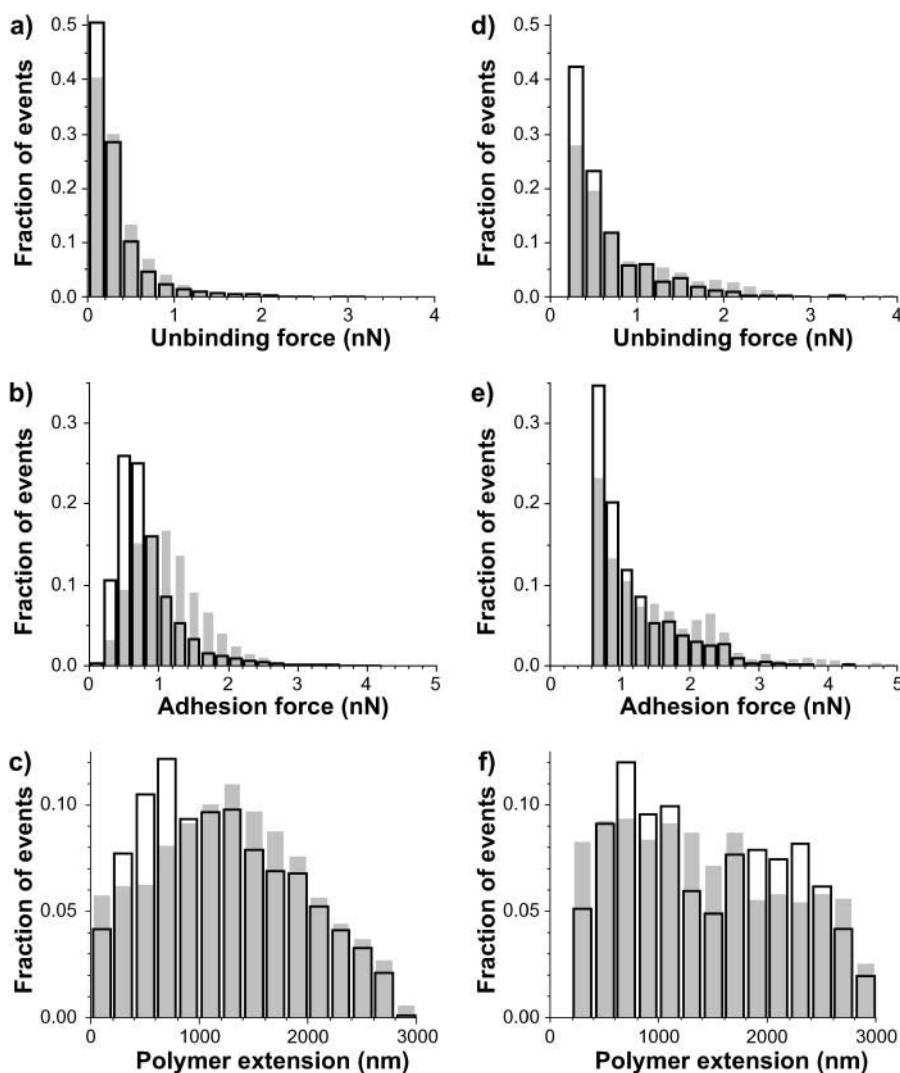 a)
Fraction of events
0.5
0.4
0.3
0.2
0.1
0.0
0 1 2 3 4
Unbinding force (nN)
d)
Fraction of events
0.5
0.4
0.3
0.2
0.1
0.0
0 1 2 3 4
Unbinding force (nN)
b)
Fraction of events
0.3
0.2
0.1
0.0
0 1 2 3 4 5
Adhesion force (nN)
e)
Fraction of events
0.3
0.2
0.1
0.0
0 1 2 3 4 5
Adhesion force (nN)
c)
Fraction of events
0.10
0.05
0.00
0 1000 2000 3000
Polymer extension (nm)
f)
Fraction of events
0.10
0.05
0.00
0 1000 2000 3000
Polymer extension (nm)